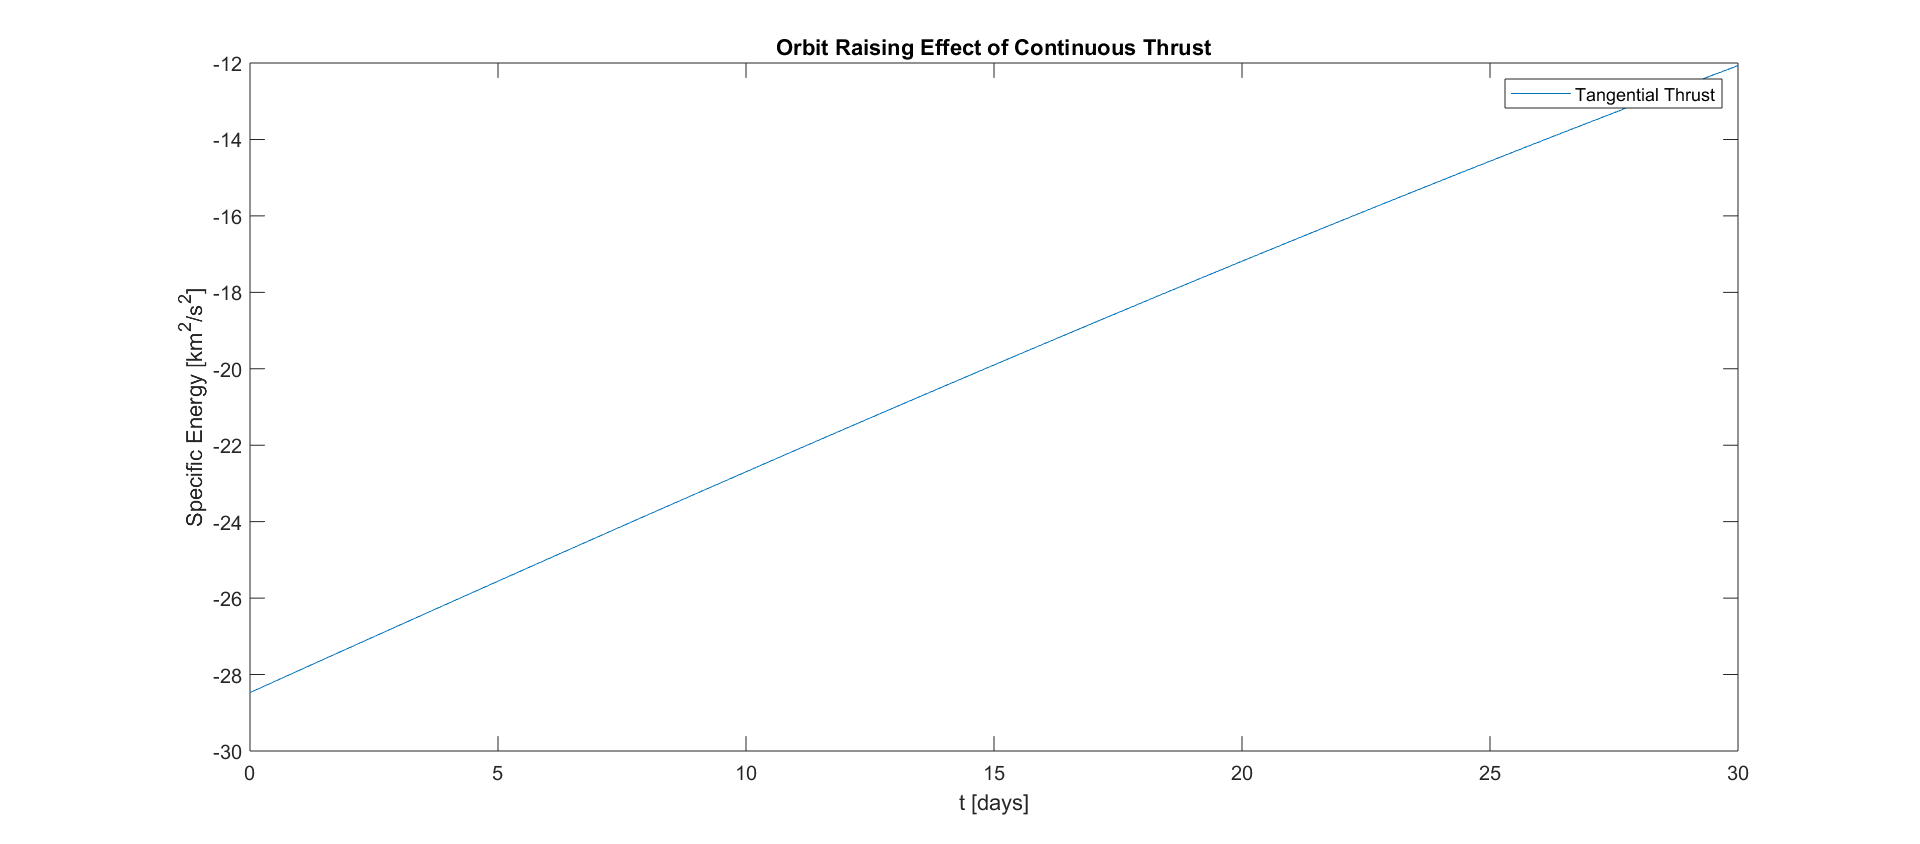 Orbit Raising Effect of Continuous Thrust
Tangential Thrust
-12
-14
-16
-18
-20
-22
-24
-26
-28
-30
Specific Energy [km²/s²]
0 5 10 15 20 25 30
t [days]